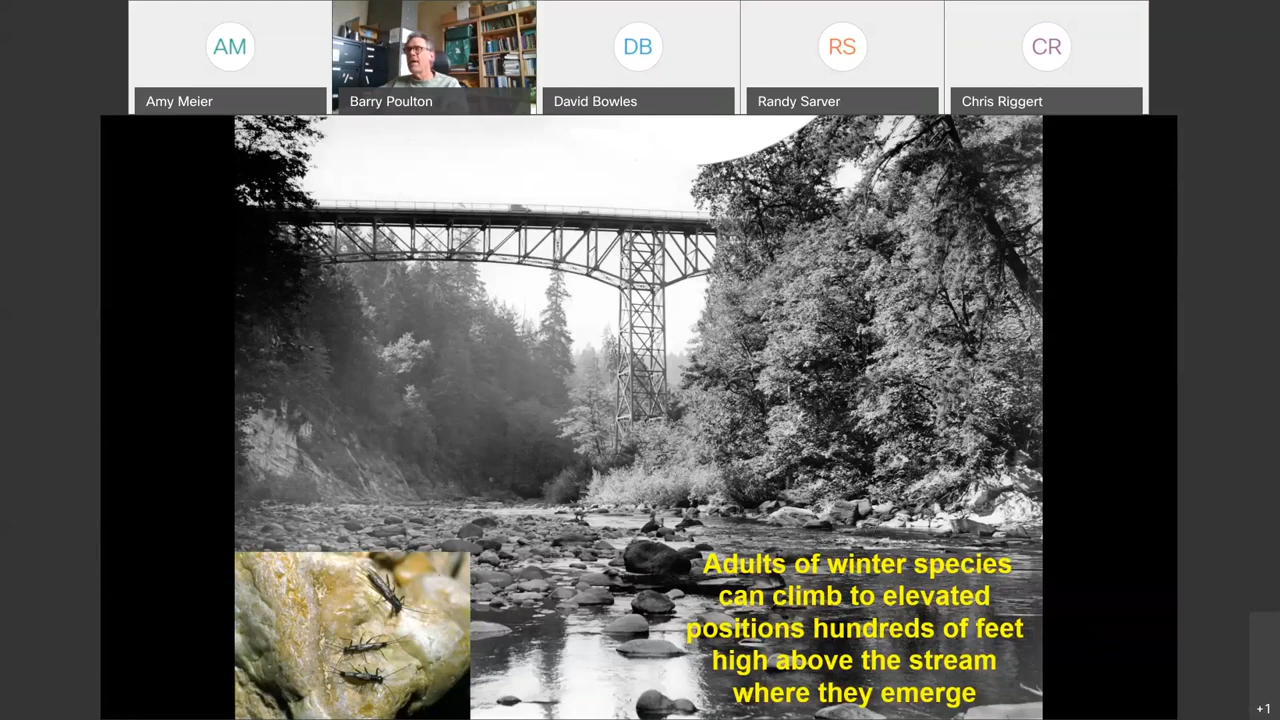 AM
DB
RS
CR
Amy Meier
Barry Poulton
David Bowles
Randy Sarver
Chris Riggert
Adults of winter species
can climb to elevated
positions hundreds of feet
high above the stream
where they emerge
+1